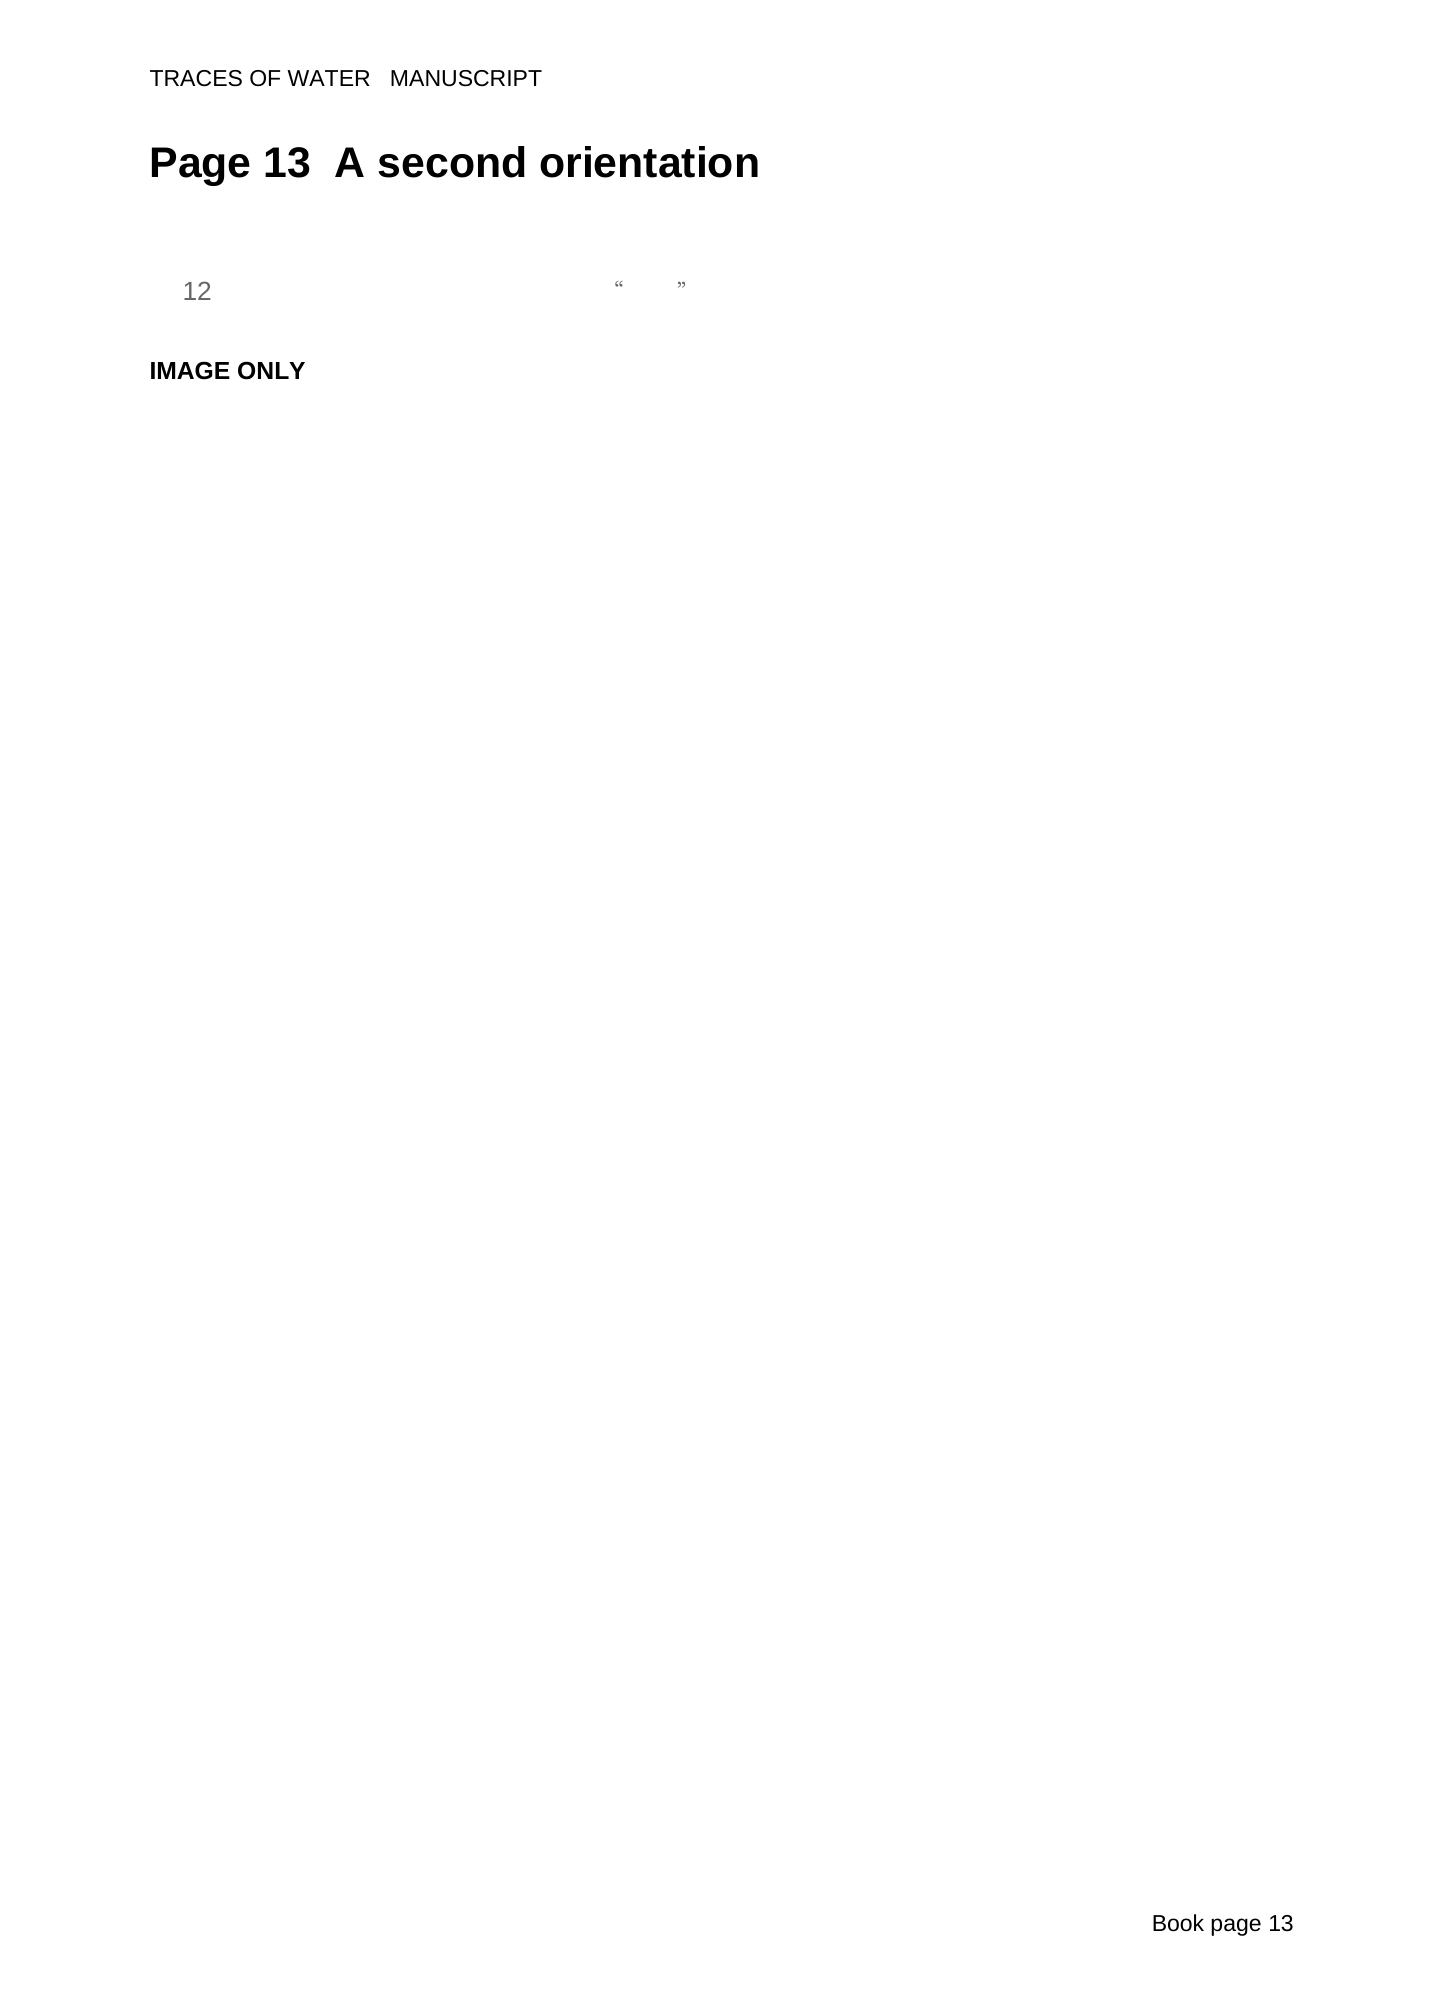 TRACES OF WATER MANUSCRIPT
Page 13 A second orientation
12 “ ”
IMAGE ONLY
Book page 13